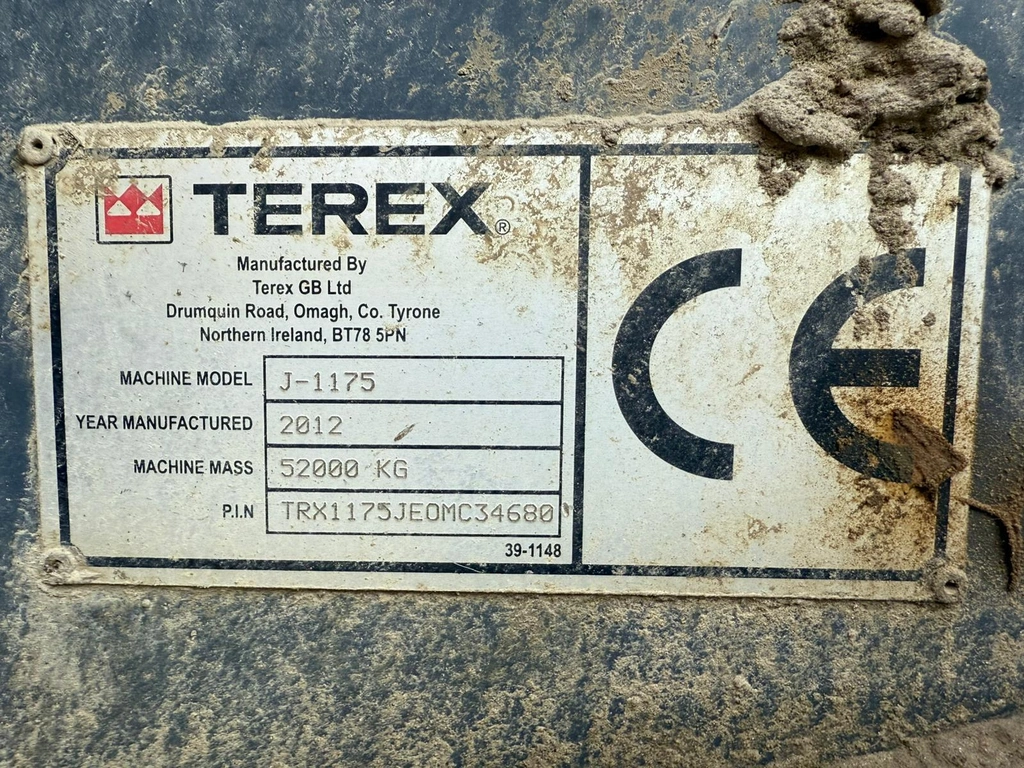 TEREX®
Manufactured By
Terex GB Ltd
Drumquin Road, Omagh, Co. Tyrone
Northern Ireland, BT78 5PN
MACHINE MODEL J-1175
YEAR MANUFACTURED 2012
MACHINE MASS 52000 KG
P.I.N TRX1175JEOMC34680
39-1148
CE